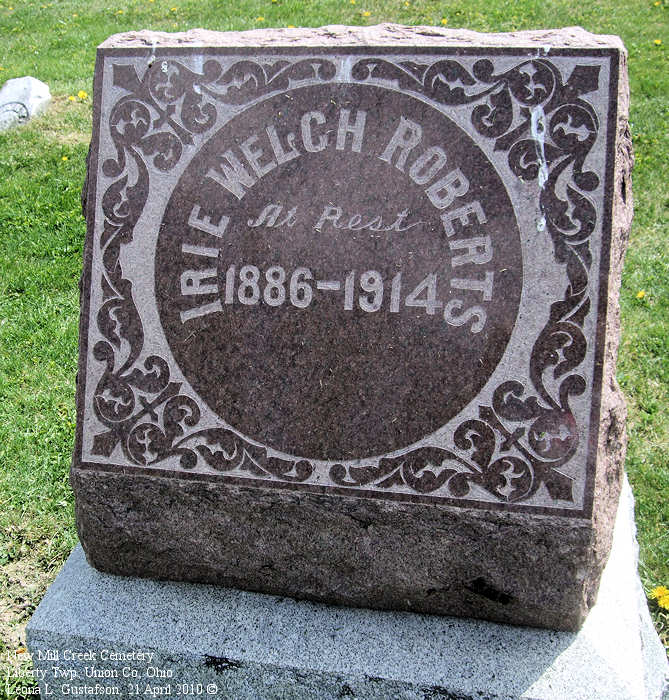 IRIE WELCH ROBERTS
At Rest
1886-1914
New Mill Creek Cemetery
Liberty Twp, Union Co, Ohio
Leona L. Gustafson, 21 April 2010 ©